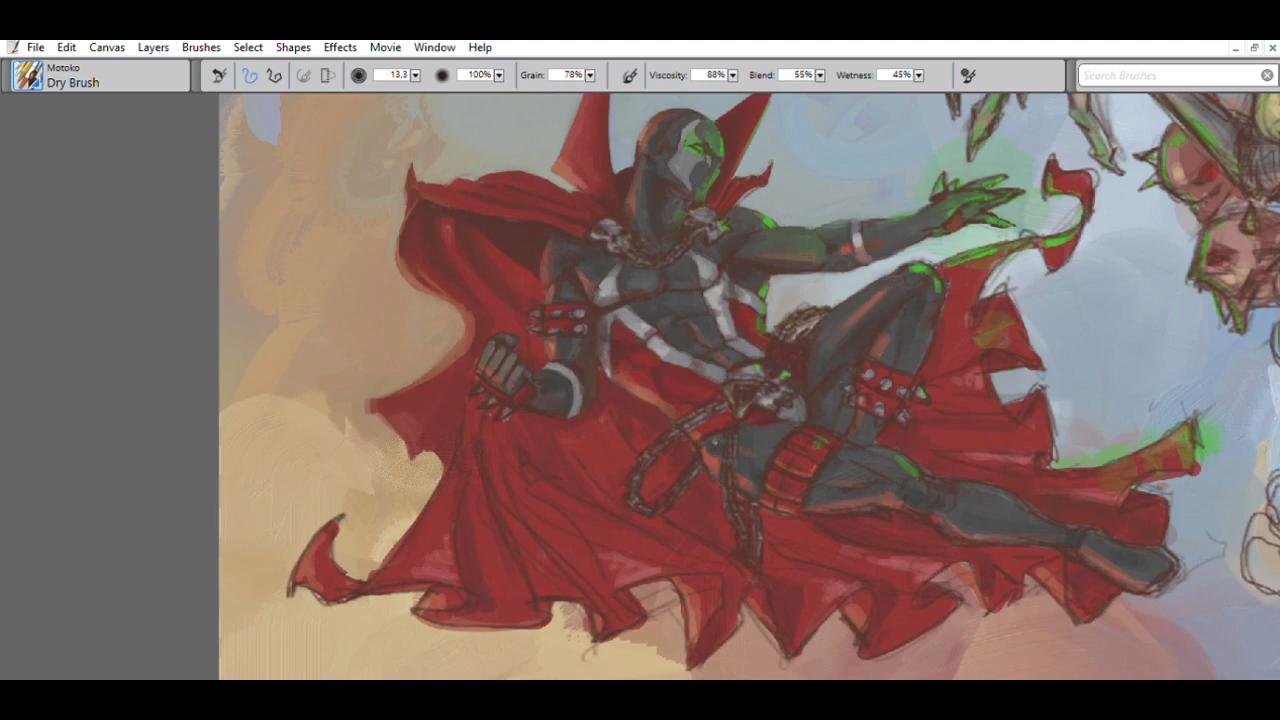 File Edit Canvas Layers Brushes Select Shapes Effects Movie Window Help
Motoko
Dry Brush
13,3 100% Grain: 78% Viscosity: 88% Blend: 55% Wetness: 45% Search Brushes